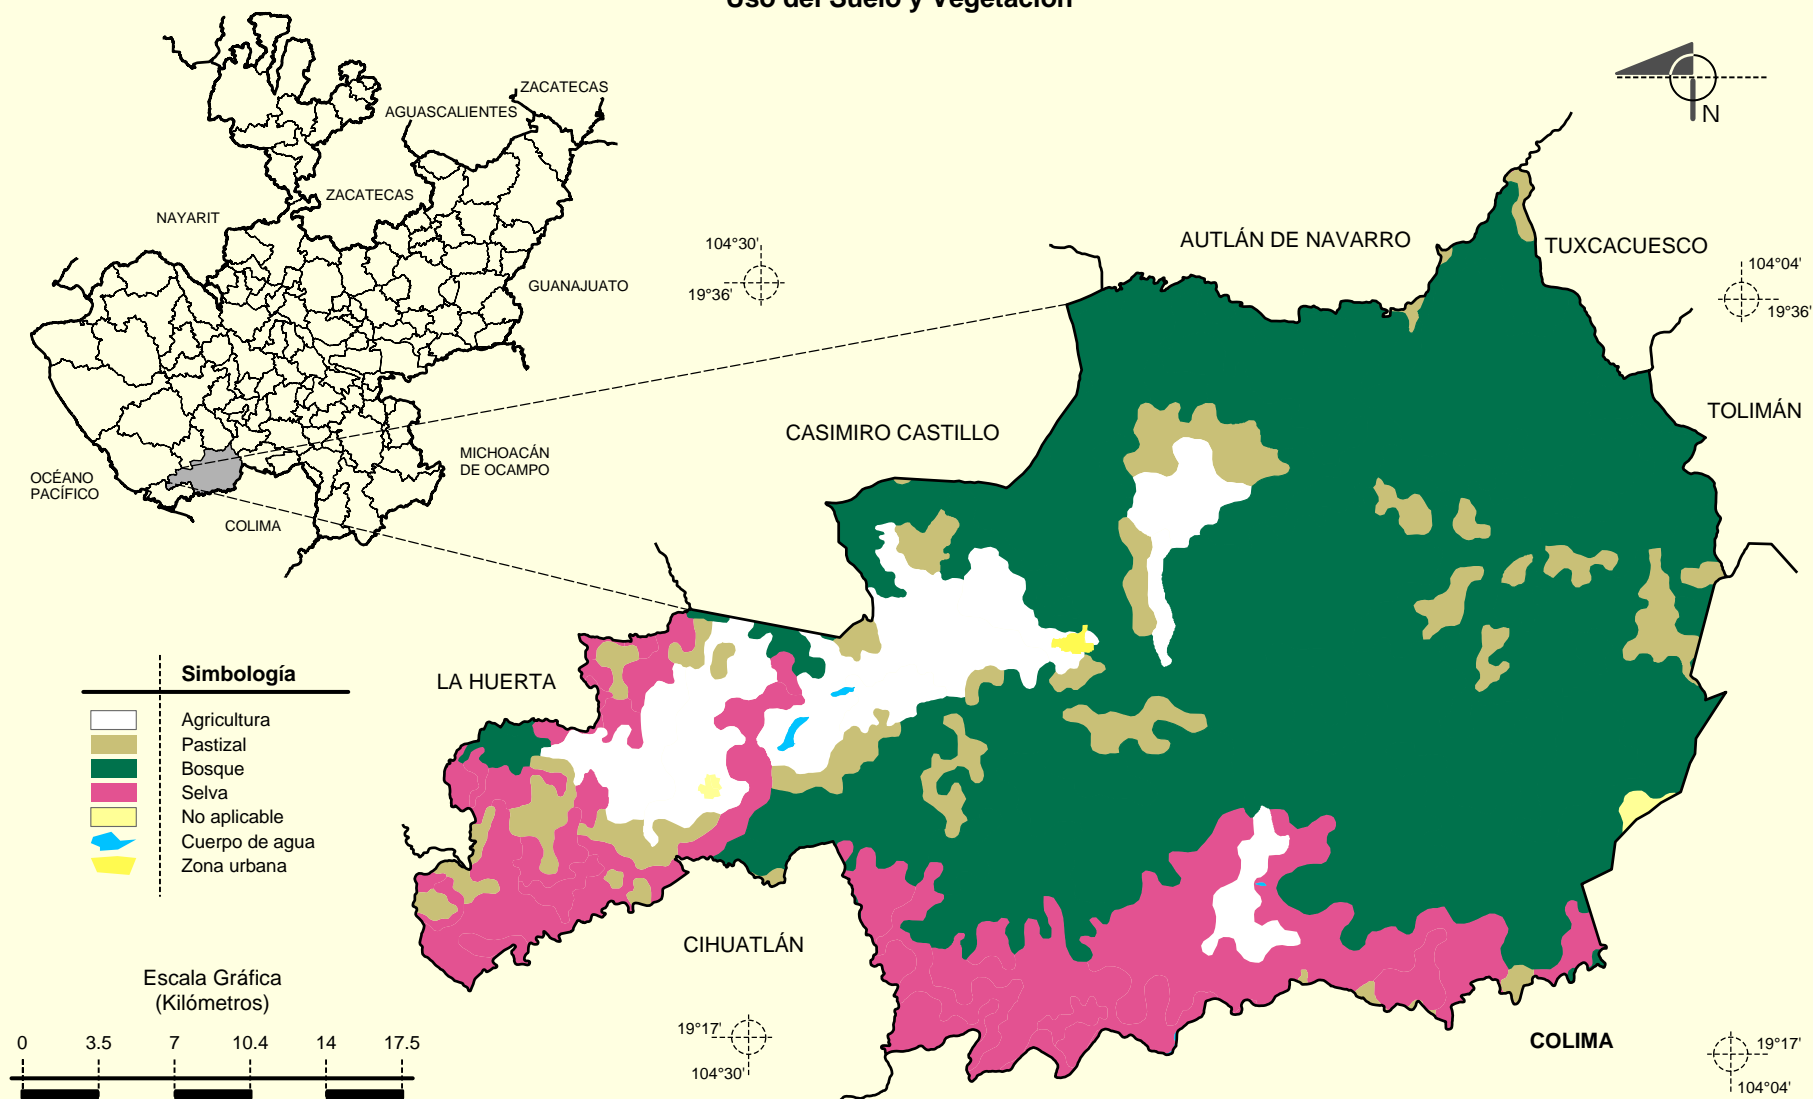 Uso del Suelo y Vegetación
ZACATECAS
AGUASCALIENTES
ZACATECAS
NAYARIT
GUANAJUATO
MICHOACÁN
DE OCAMPO
OCÉANO
PACÍFICO
COLIMA
N
104°30'
19°36'
104°04'
19°36'
AUTLÁN DE NAVARRO
TUXCACUESCO
TOLIMÁN
CASIMIRO CASTILLO
LA HUERTA
CIHUATLÁN
COLIMA
19°17'
104°30'
19°17'
104°04'
Simbología
Agricultura
Pastizal
Bosque
Selva
No aplicable
Cuerpo de agua
Zona urbana
Escala Gráfica
(Kilómetros)
0 3.5 7 10.4 14 17.5